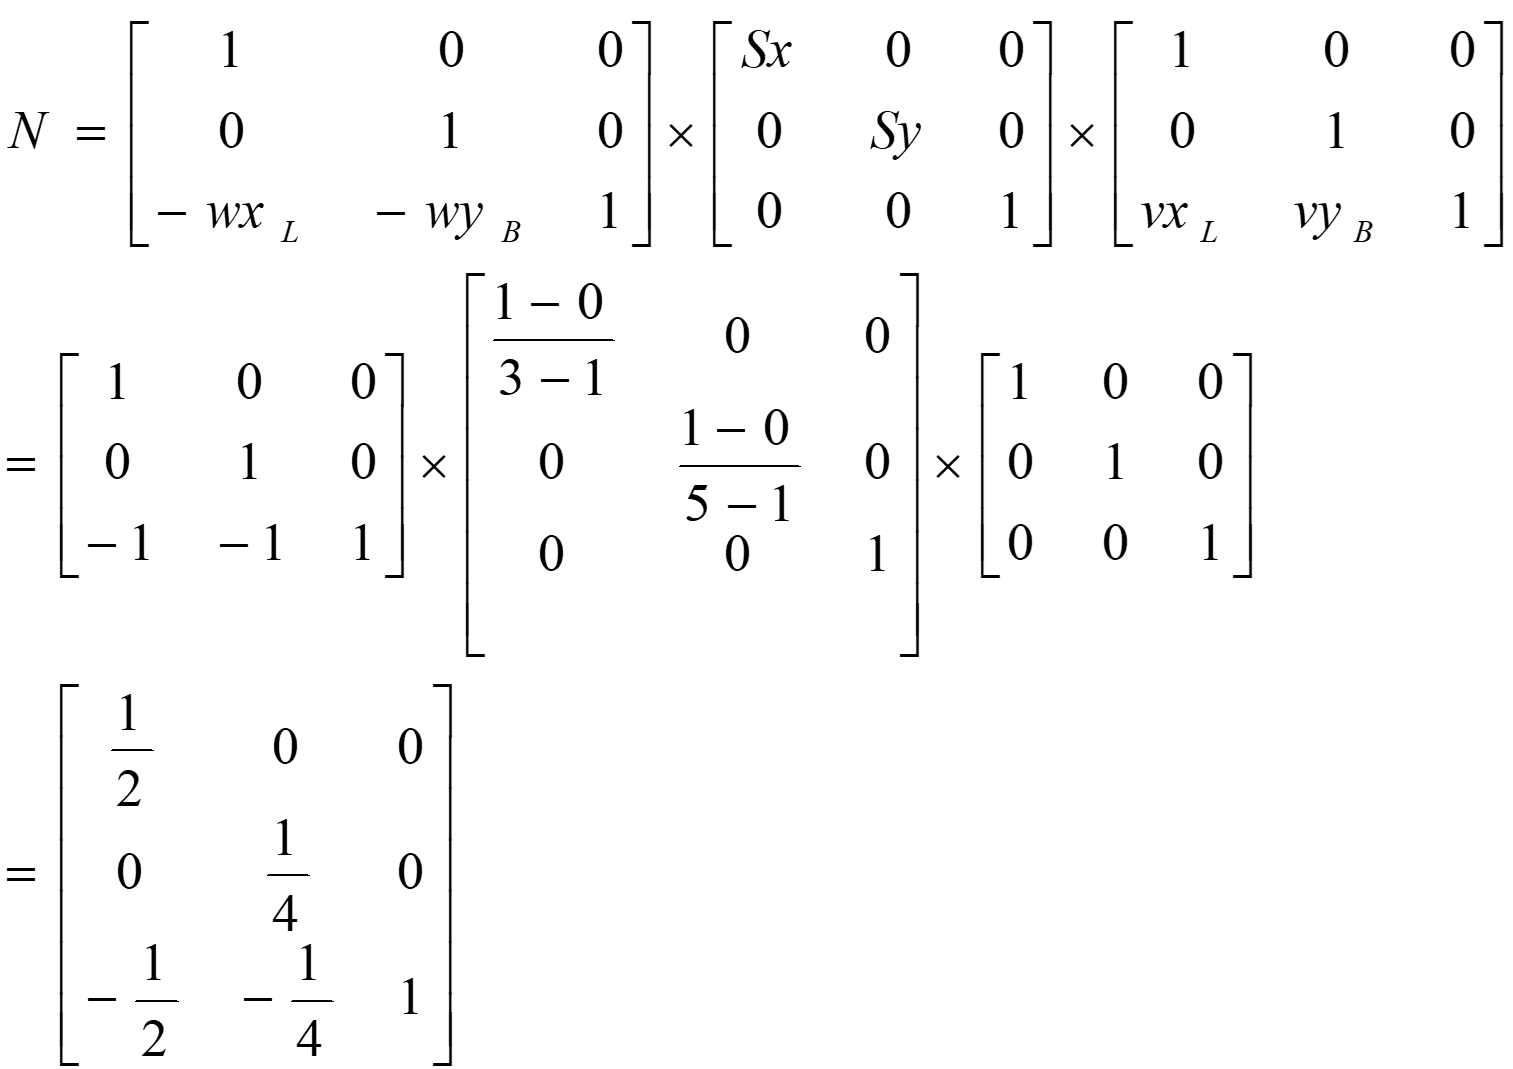 N = [ 1 0 0 ; 0 1 0 ; − wx_L − wy_B 1 ] × [ Sx 0 0 ; 0 Sy 0 ; 0 0 1 ] × [ 1 0 0 ; 0 1 0 ; vx_L vy_B 1 ]
= [ 1 0 0 ; 0 1 0 ; −1 −1 1 ] × [ (1−0)/(3−1) 0 0 ; 0 (1−0)/(5−1) 0 ; 0 0 1 ] × [ 1 0 0 ; 0 1 0 ; 0 0 1 ]
= [ 1/2 0 0 ; 0 1/4 0 ; −1/2 −1/4 1 ]